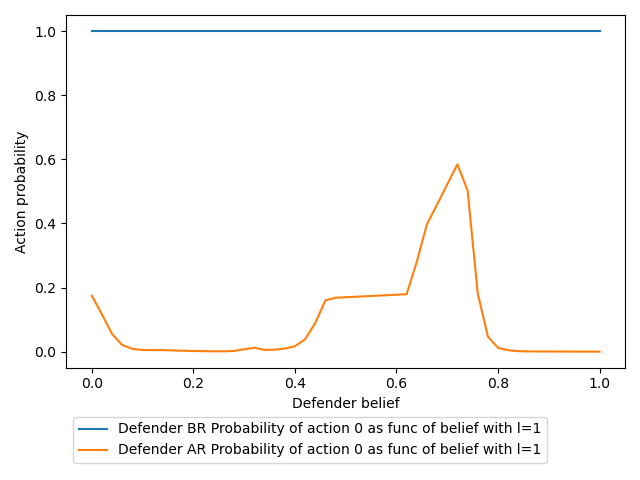 1.0
0.8
0.6
0.4
0.2
0.0
Action probability
0.0 0.2 0.4 0.6 0.8 1.0
Defender belief
Defender BR Probability of action 0 as func of belief with l=1
Defender AR Probability of action 0 as func of belief with l=1